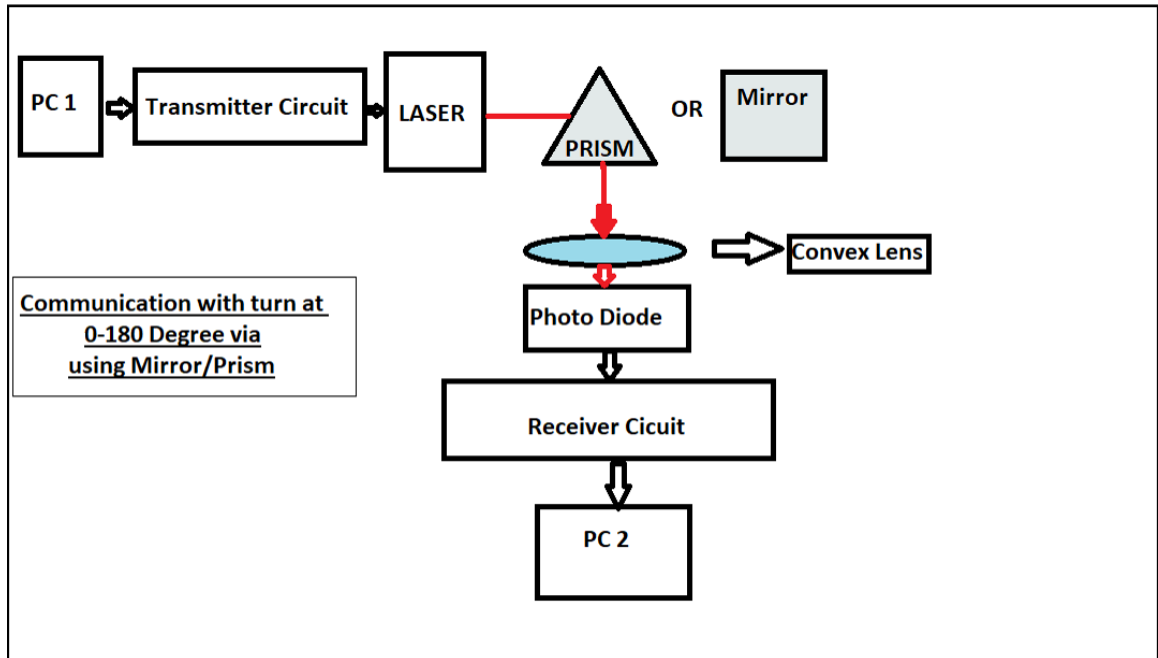 PC 1
Transmitter Circuit
LASER
PRISM
OR
Mirror
Convex Lens
Communication with turn at
0-180 Degree via
using Mirror/Prism
Photo Diode
Receiver Cicuit
PC 2